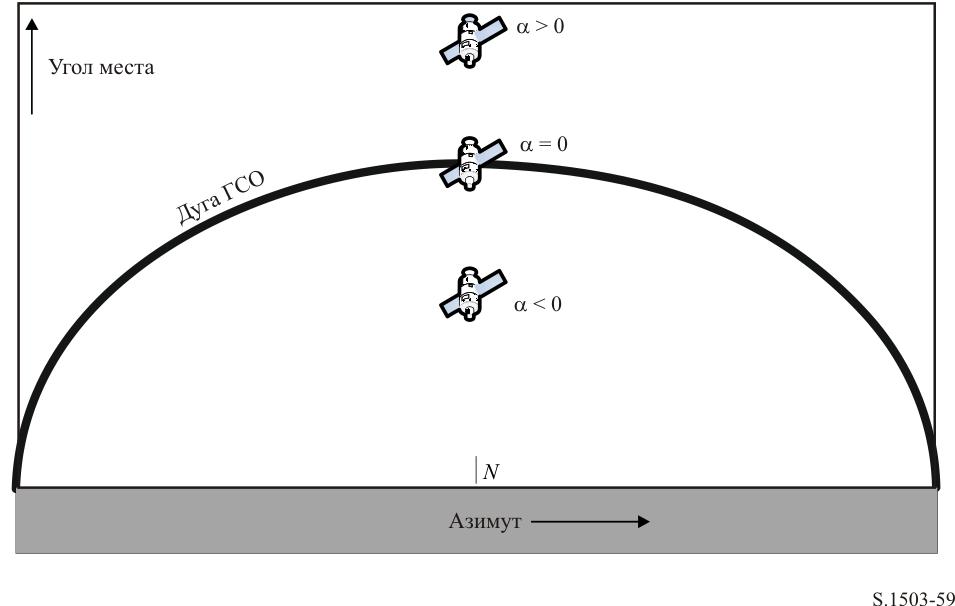 α > 0
Угол места
α = 0
Дуга ГСО
α < 0
N
Азимут
S.1503-59